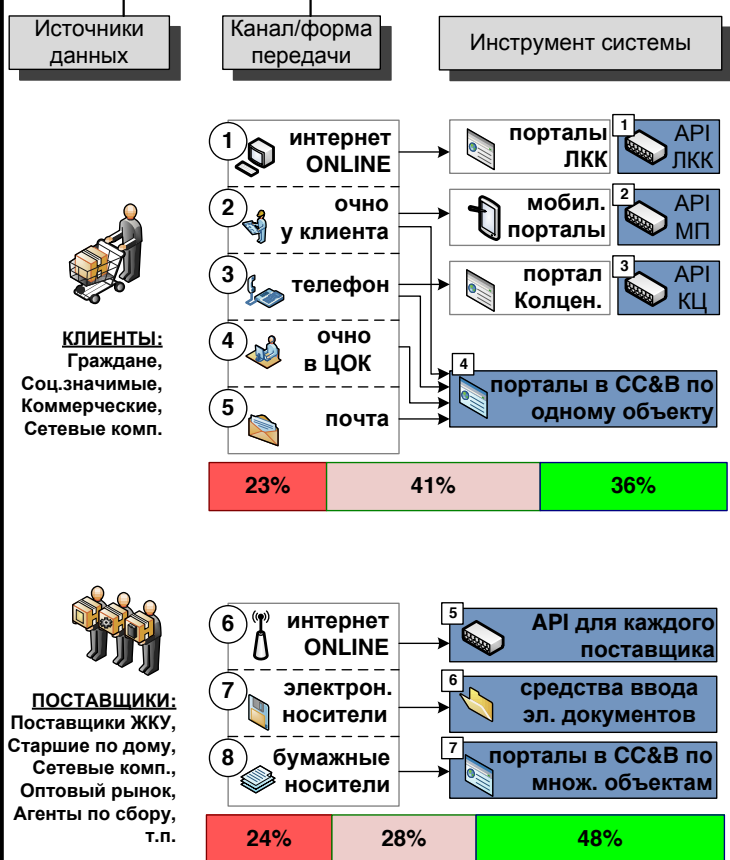 Источники
данных
Канал/форма
передачи
Инструмент системы
КЛИЕНТЫ:
Граждане,
Соц.значимые,
Коммерческие,
Сетевые комп.
1
интернет
ONLINE
2
очно
у клиента
3
телефон
4
очно
в ЦОК
5
почта
порталы
ЛКК
1
API
ЛКК
мобил.
порталы
2
API
МП
портал
Колцен.
3
API
КЦ
4
порталы в CC&B по
одному объекту
23%
41%
36%
ПОСТАВЩИКИ:
Поставщики ЖКУ,
Старшие по дому,
Сетевые комп.,
Оптовый рынок,
Агенты по сбору,
т.п.
6
интернет
ONLINE
7
электрон.
носители
8
бумажные
носители
5
API для каждого
поставщика
6
средства ввода
эл. документов
7
порталы в CC&B по
множ. объектам
24%
28%
48%